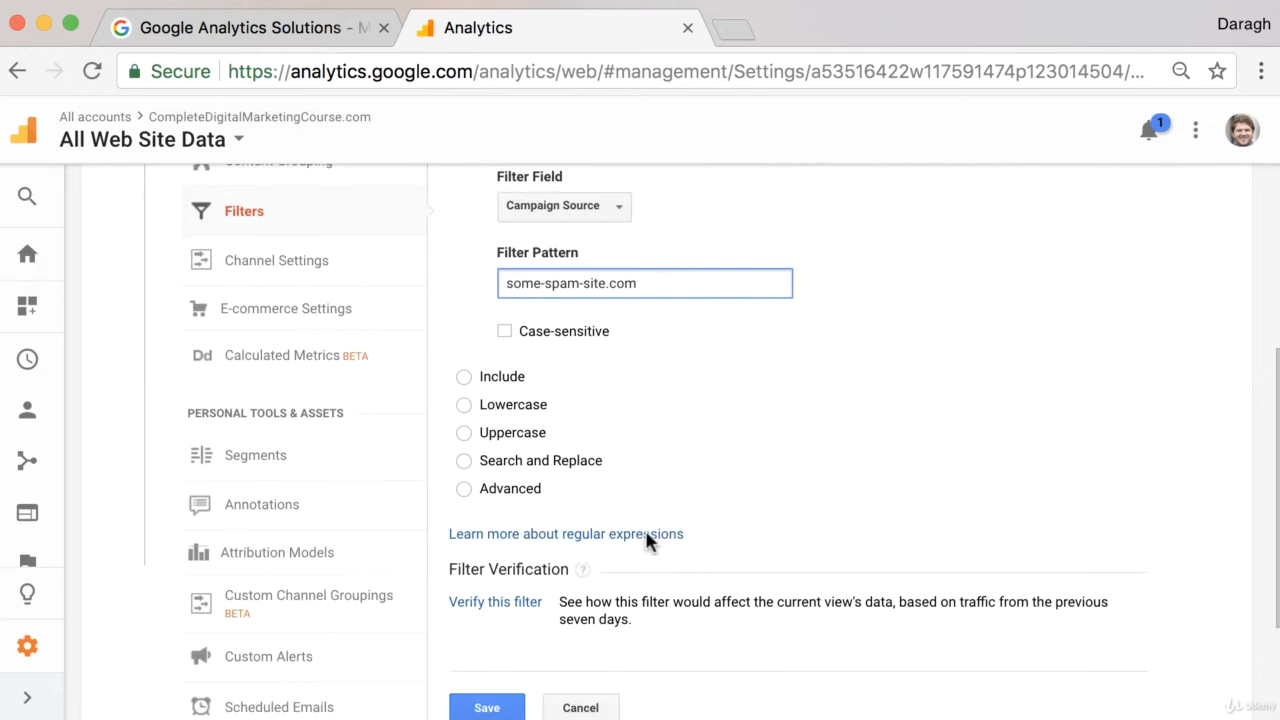 Google Analytics Solutions - M
Analytics
Daragh
Secure https://analytics.google.com/analytics/web/#management/Settings/a53516422w117591474p123014504/...
All accounts > CompleteDigitalMarketingCourse.com
All Web Site Data
1
Content Grouping
Filters
Channel Settings
E-commerce Settings
Dd Calculated Metrics BETA
PERSONAL TOOLS & ASSETS
Segments
Annotations
Attribution Models
Custom Channel Groupings
BETA
Custom Alerts
Scheduled Emails
Filter Field
Campaign Source
Filter Pattern
some-spam-site.com
Case-sensitive
Include
Lowercase
Uppercase
Search and Replace
Advanced
Learn more about regular expressions
Filter Verification ?
Verify this filter See how this filter would affect the current view's data, based on traffic from the previous
seven days.
Save Cancel
Udemy